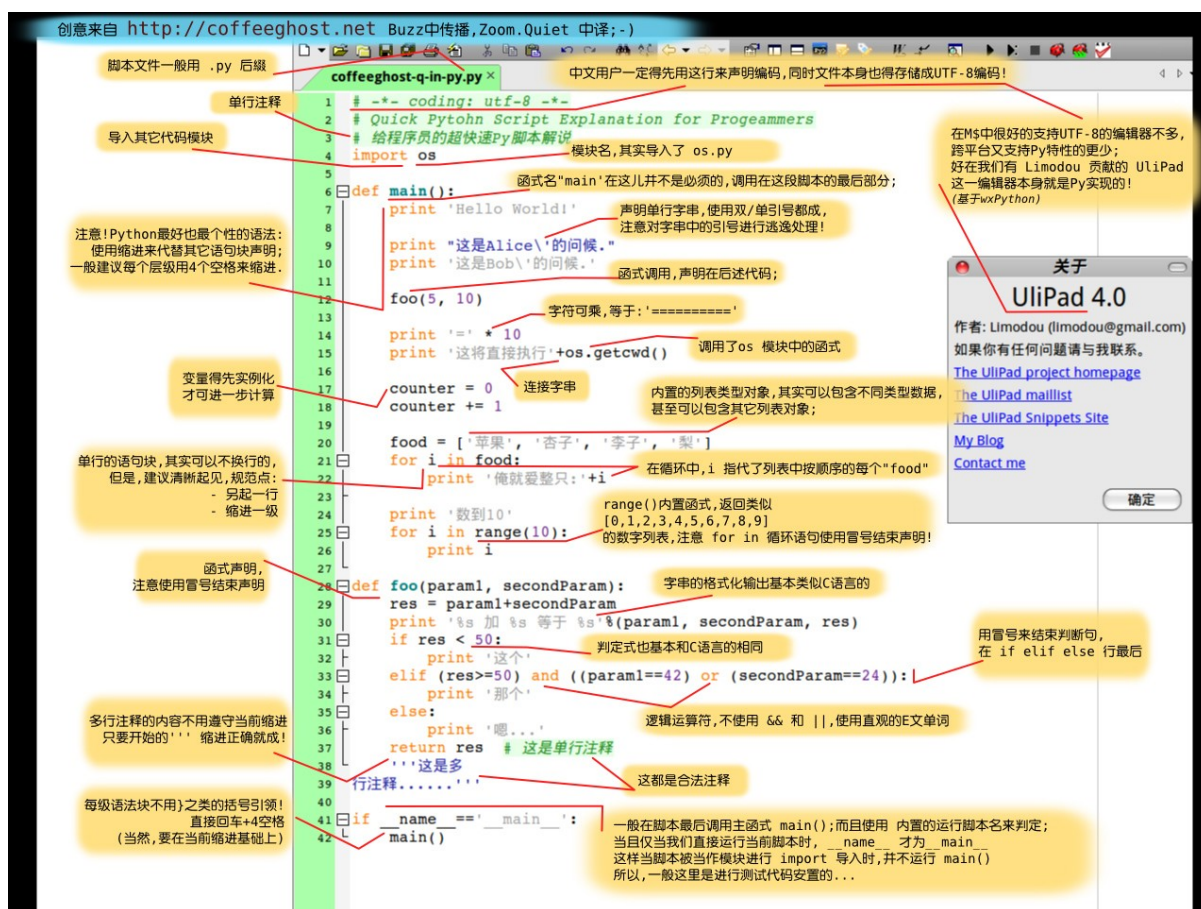 创意来自 http://coffeeghost.net Buzz中传播,Zoom.Quiet 中译;-)
脚本文件一般用 .py 后缀
coffeeghost-q-in-py.py
中文用户一定得先用这行来声明编码,同时文件本身也得存储成UTF-8编码!
单行注释
导入其它代码模块
1 # -*- coding: utf-8 -*-
2 # Quick Pytohn Script Explanation for Progeammers
3 # 给程序员的超快速Py脚本解说
4 import os
模块名,其实导入了 os.py
在M$中很好的支持UTF-8的编辑器不多,
跨平台又支持Py特性的更少;
好在我们有 Limodou 贡献的 UliPad
这一编辑器本身就是Py实现的!
(基于wxPython)
5
6 def main():
函式名"main'在这儿并不是必须的,调用在这段脚本的最后部分;
7 print 'Hello World!'
声明单行字串,使用双/单引号都成,
注意对字串中的引号进行逃逸处理!
8
9 print "这是Alice\'的问候."
10 print '这是Bob\'的问候.'
注意!Python最好也最个性的语法:
使用缩进来代替其它语句块声明;
一般建议每个层级用4个空格来缩进.
函式调用,声明在后述代码;
11
12 foo(5, 10)
13
字符可乘,等于:'=========='
14 print '=' * 10
15 print '这将直接执行'+os.getcwd()
调用了os 模块中的函式
16
连接字串
变量得先实例化
才可进一步计算
17 counter = 0
18 counter += 1
内置的列表类型对象,其实可以包含不同类型数据,
甚至可以包含其它列表对象;
19
20 food = ['苹果', '杏子', '李子', '梨']
21 for i in food:
22 print '俺就爱整只:'+i
在循环中,i 指代了列表中按顺序的每个"food"
单行的语句块,其实可以不换行的,
但是,建议清晰起见,规范点:
- 另起一行
- 缩进一级
23
24 print '数到10'
25 for i in range(10):
26 print i
range()内置函式,返回类似
[0,1,2,3,4,5,6,7,8,9]
的数字列表,注意 for in 循环语句使用冒号结束声明!
27
函式声明,
注意使用冒号结束声明
28 def foo(param1, secondParam):
29 res = param1+secondParam
30 print '%s 加 %s 等于 %s'%(param1, secondParam, res)
字串的格式化输出基本类似C语言的
31 if res < 50:
32 print '这个'
判定式也基本和C语言的相同
用冒号来结束判断句,
在 if elif else 行最后
33 elif (res>=50) and ((param1==42) or (secondParam==24)):
34 print '那个'
35 else:
36 print '嗯...'
逻辑运算符,不使用 && 和 ||,使用直观的E文单词
多行注释的内容不用遵守当前缩进
只要开始的''' 缩进正确就成!
37 return res # 这是单行注释
38 '''这是多
39 行注释......'''
这都是合法注释
40
每级语法块不用}之类的括号引领!
直接回车+4空格
(当然,要在当前缩进基础上)
41 if __name__=='__main__':
42 main()
一般在脚本最后调用主函式 main();而且使用 内置的运行脚本名来判定;
当且仅当我们直接运行当前脚本时, __name__ 才为__main__
这样当脚本被当作模块进行 import 导入时,并不运行 main()
所以,一般这里是进行测试代码安置的...
关于
UliPad 4.0
作者: Limodou (limodou@gmail.com)
如果你有任何问题请与我联系。
The UliPad project homepage
The UliPad maillist
The UliPad Snippets Site
My Blog
Contact me
确定